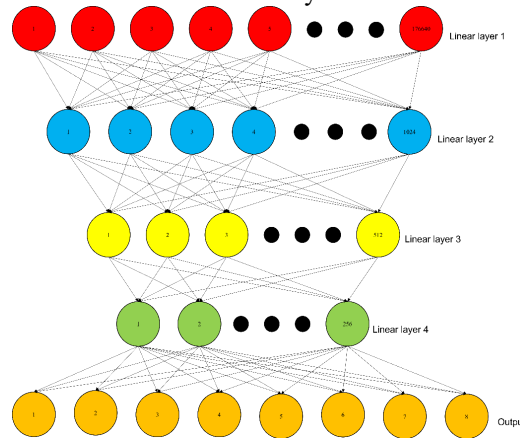 1 2 3 4 5
Linear layer 1
1 2 3 4 1024
Linear layer 2
1 2 3 512
Linear layer 3
1 2 256
Linear layer 4
1 2 3 4 5 6 7 8
Outpu